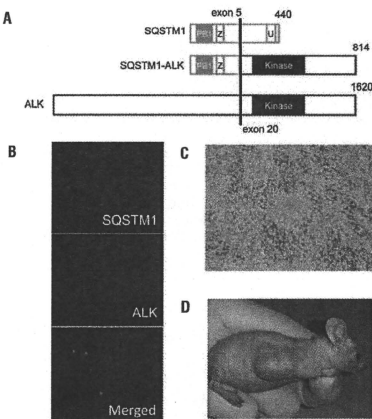 A
exon 5
440
SQSTM1
PB1 Z U
814
SQSTM1-ALK
PB1 Z Kinase
1620
ALK
Kinase
exon 20
B
C
SQSTM1
ALK
D
Merged